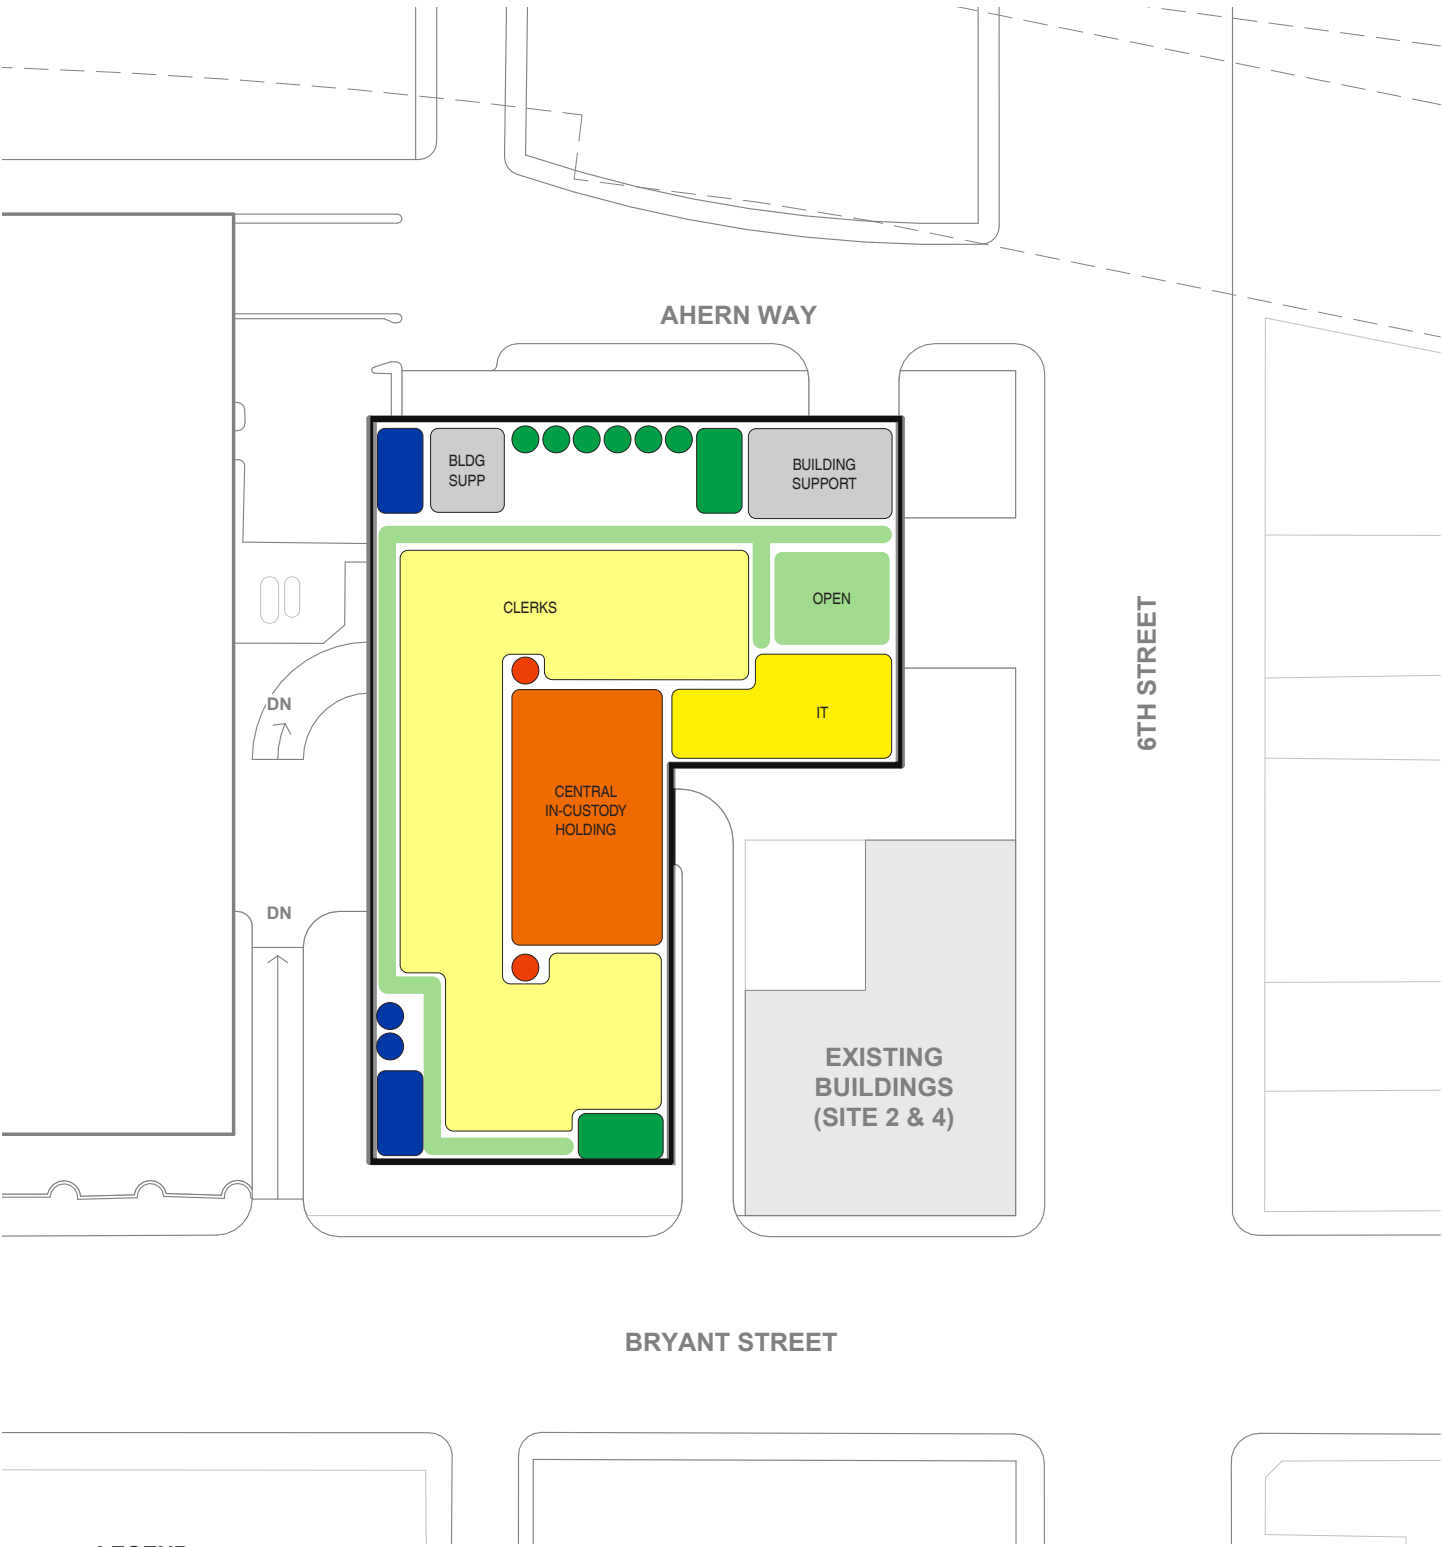 AHERN WAY
BLDG
SUPP
BUILDING
SUPPORT
CLERKS
OPEN
6TH STREET
DN
IT
CENTRAL
IN-CUSTODY
HOLDING
DN
EXISTING
BUILDINGS
(SITE 2 & 4)
BRYANT STREET